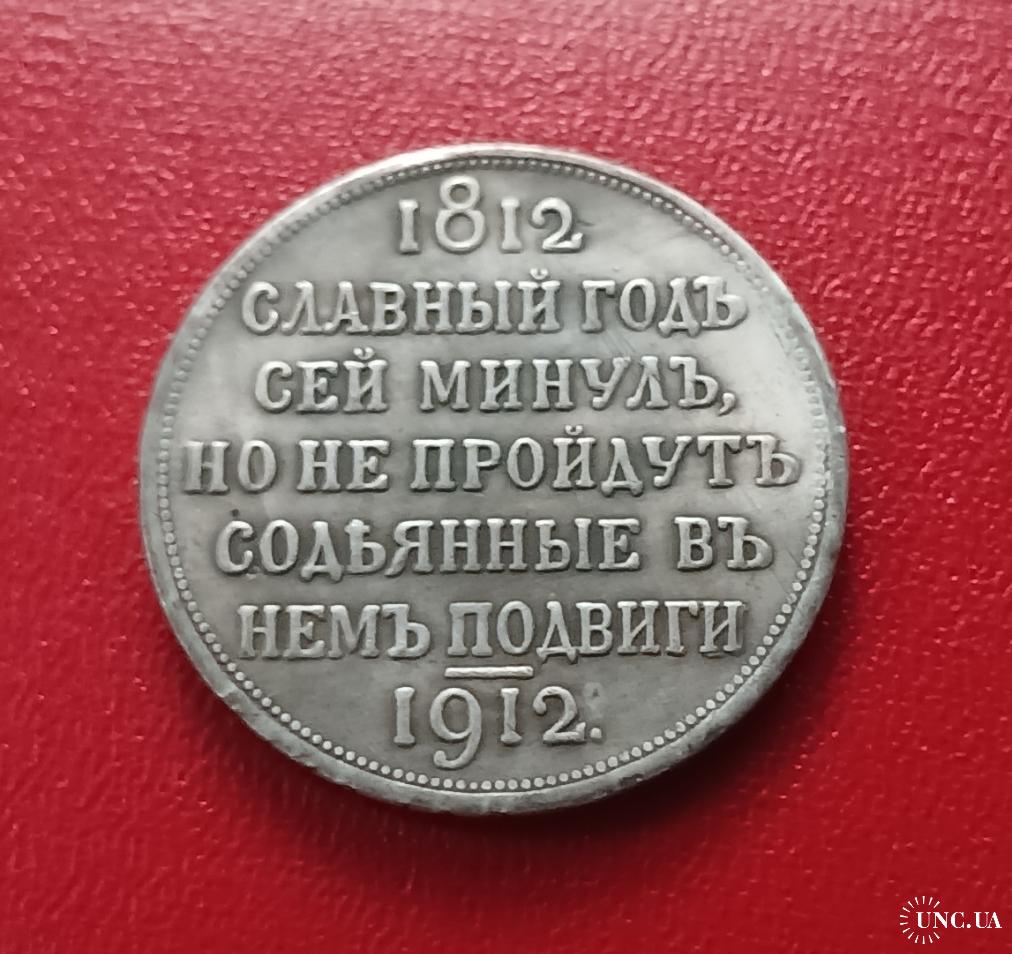 1812
СЛАВНЫЙ ГОДЪ
СЕЙ МИНУЛЪ,
НО НЕ ПРОЙДУТЪ
СОДѢЯННЫЕ ВЪ
НЕМЪ ПОДВИГИ
1912.
UNC.UA